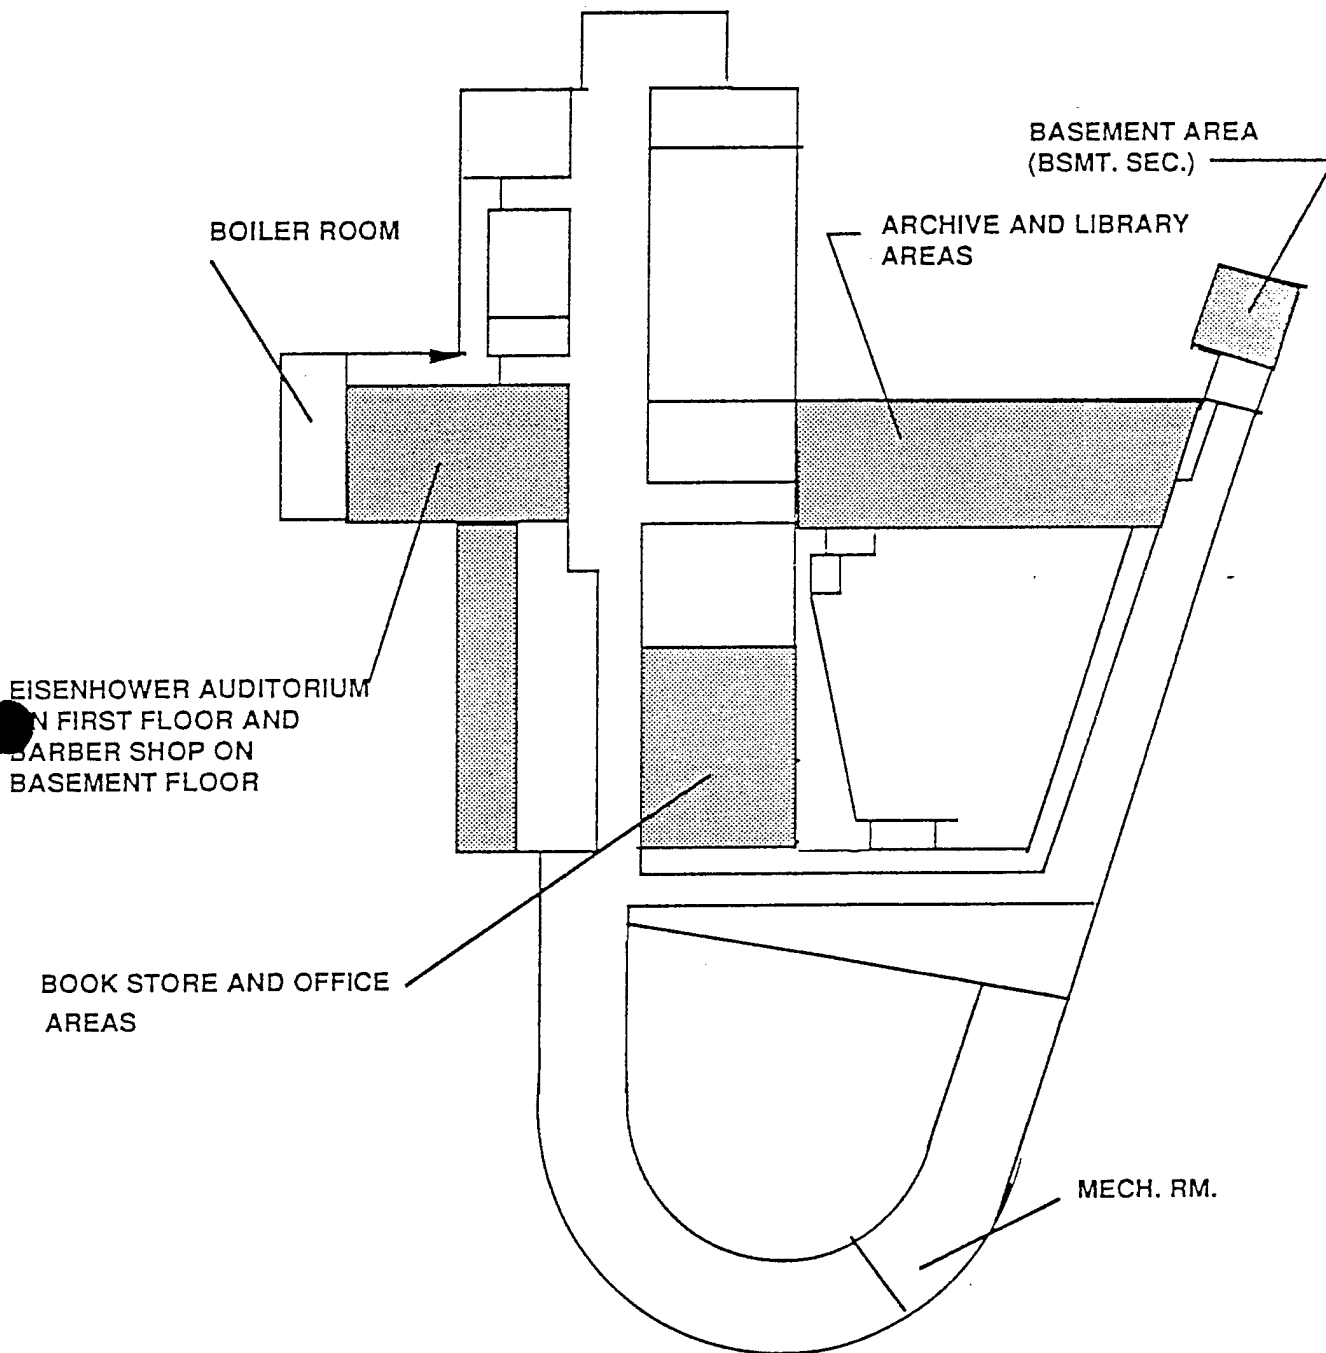 BASEMENT AREA
(BSMT. SEC.)
BOILER ROOM
ARCHIVE AND LIBRARY
AREAS
EISENHOWER AUDITORIUM
N FIRST FLOOR AND
BARBER SHOP ON
BASEMENT FLOOR
BOOK STORE AND OFFICE
AREAS
MECH. RM.